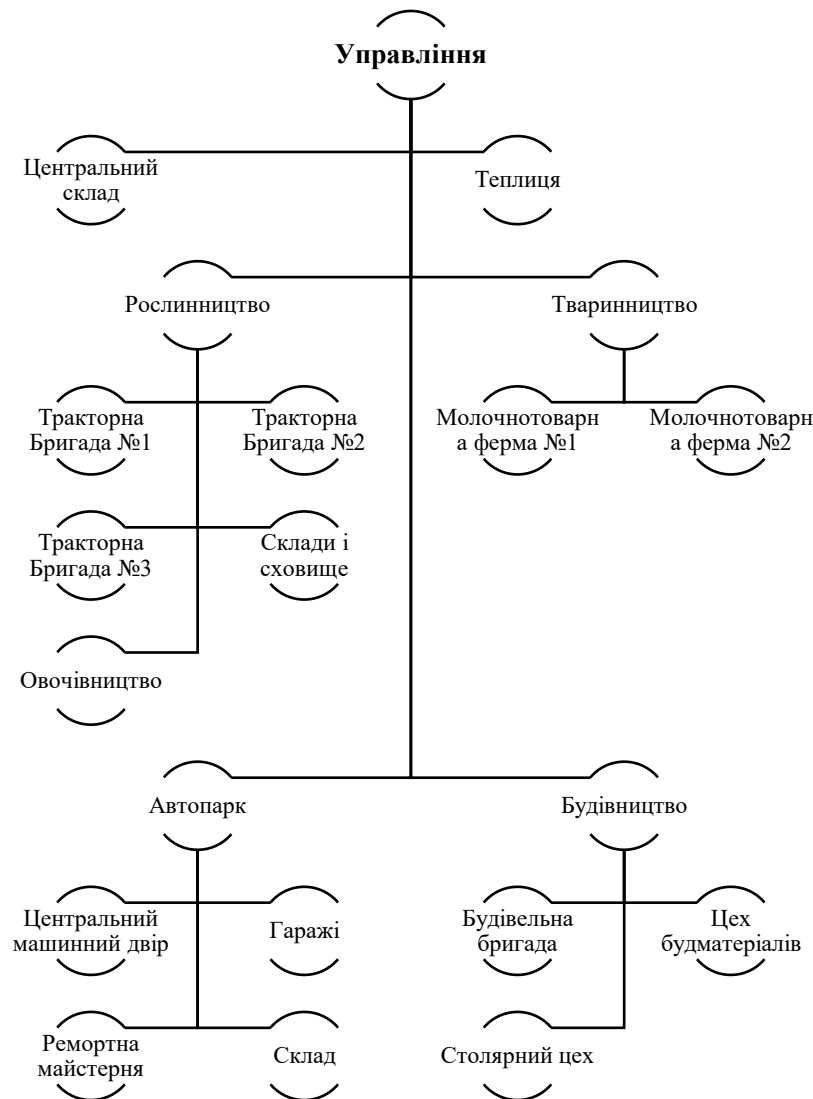 Управління
Центральний
склад
Теплиця
Рослинництво
Тваринництво
Тракторна
Бригада №1
Тракторна
Бригада №2
Молочнотоварн
а ферма №1
Молочнотоварн
а ферма №2
Тракторна
Бригада №3
Склади і
сховище
Овочівництво
Автопарк
Будівництво
Центральний
машинний двір
Гаражі
Будівельна
бригада
Цех
будматеріалів
Ремортна
майстерня
Склад
Столярний цех